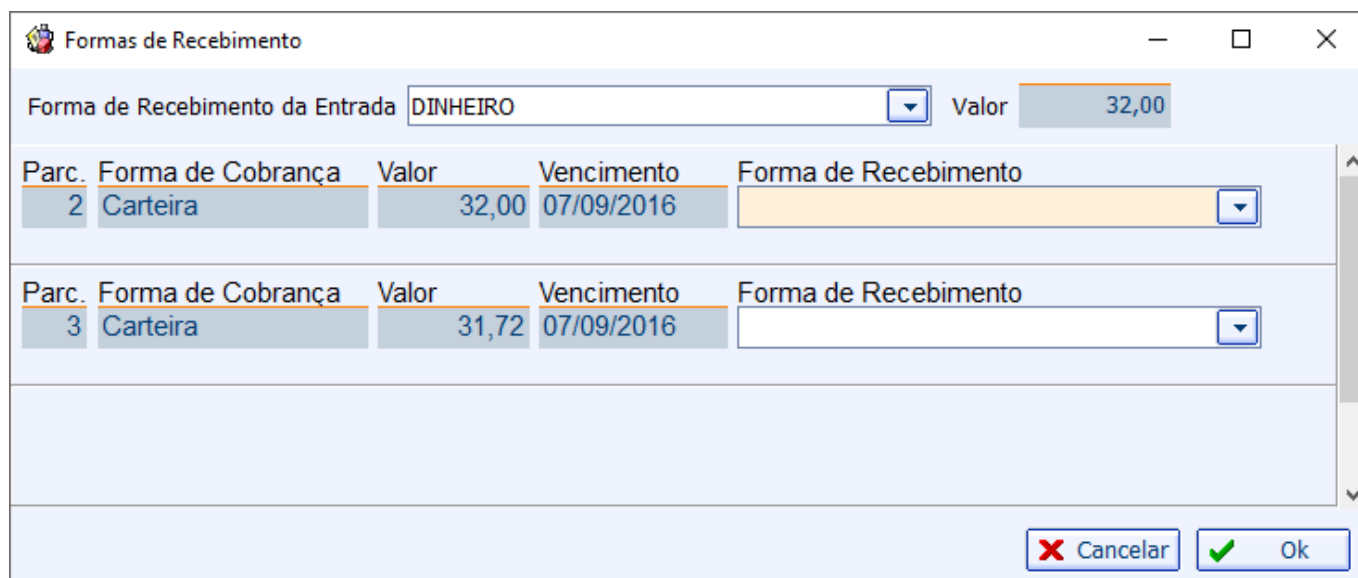 Formas de Recebimento
Forma de Recebimento da Entrada DINHEIRO Valor 32,00
Parc. Forma de Cobrança Valor Vencimento Forma de Recebimento
2 Carteira 32,00 07/09/2016
Parc. Forma de Cobrança Valor Vencimento Forma de Recebimento
3 Carteira 31,72 07/09/2016
Cancelar Ok